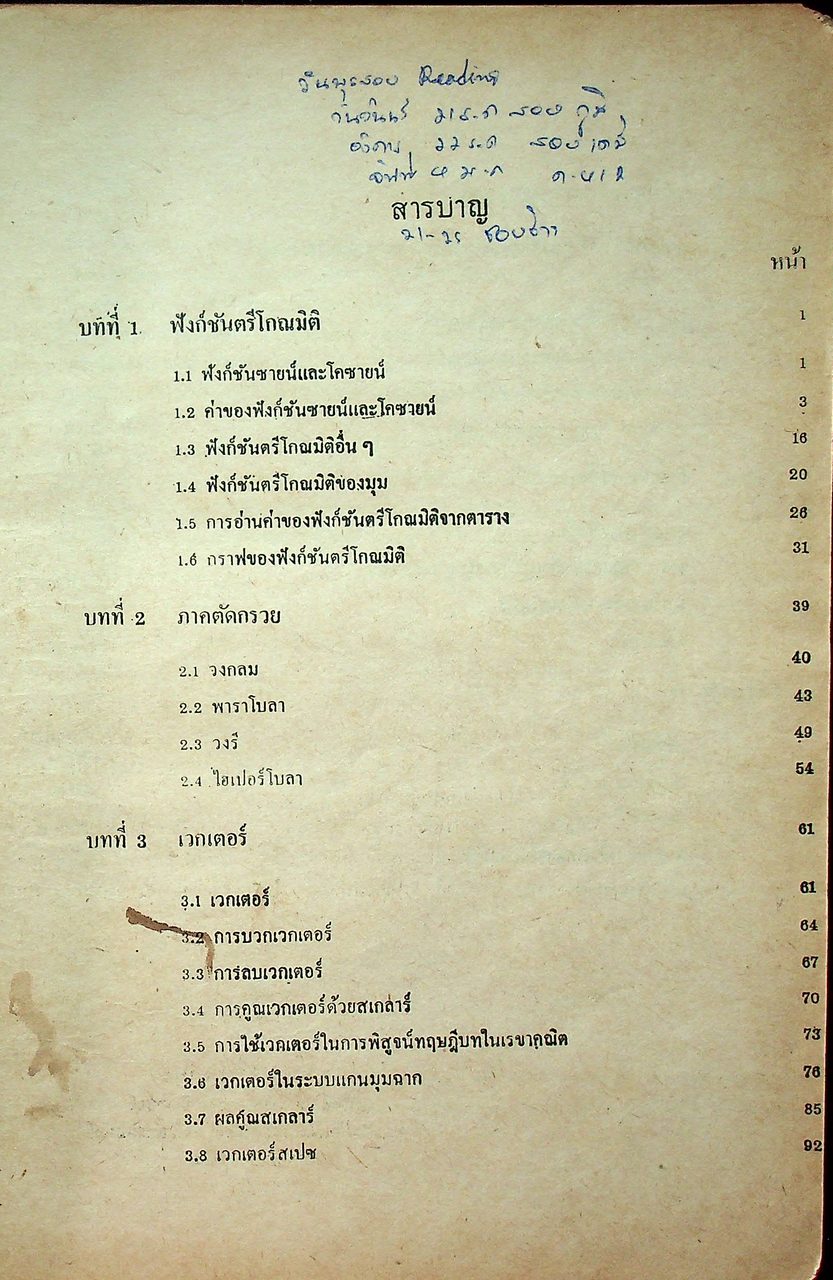 วันพุธสอบ Reading
วันจันทร์ สอบ
อังคาร สอบ เคมี
สารบาญ
หน้า
บทที่ 1 ฟังก์ชันตรีโกณมิติ 1
1.1 ฟังก์ชันซายน์และโคซายน์ 1
1.2 ค่าของฟังก์ชันซายน์และโคซายน์ 3
1.3 ฟังก์ชันตรีโกณมิติอื่น ๆ 16
1.4 ฟังก์ชันตรีโกณมิติของมุม 20
1.5 การอ่านค่าของฟังก์ชันตรีโกณมิติจากตาราง 26
1.6 กราฟของฟังก์ชันตรีโกณมิติ 31
บทที่ 2 ภาคตัดกรวย 39
2.1 วงกลม 40
2.2 พาราโบลา 43
2.3 วงรี 49
2.4 ไฮเปอร์โบลา 54
บทที่ 3 เวกเตอร์ 61
3.1 เวกเตอร์ 61
3.2 การบวกเวกเตอร์ 64
3.3 การลบเวกเตอร์ 67
3.4 การคูณเวกเตอร์ด้วยสเกลาร์ 70
3.5 การใช้เวกเตอร์ในการพิสูจน์ทฤษฎีบทในเรขาคณิต 73
3.6 เวกเตอร์ในระบบแกนมุมฉาก 76
3.7 ผลคูณสเกลาร์ 85
3.8 เวกเตอร์สเปซ 92